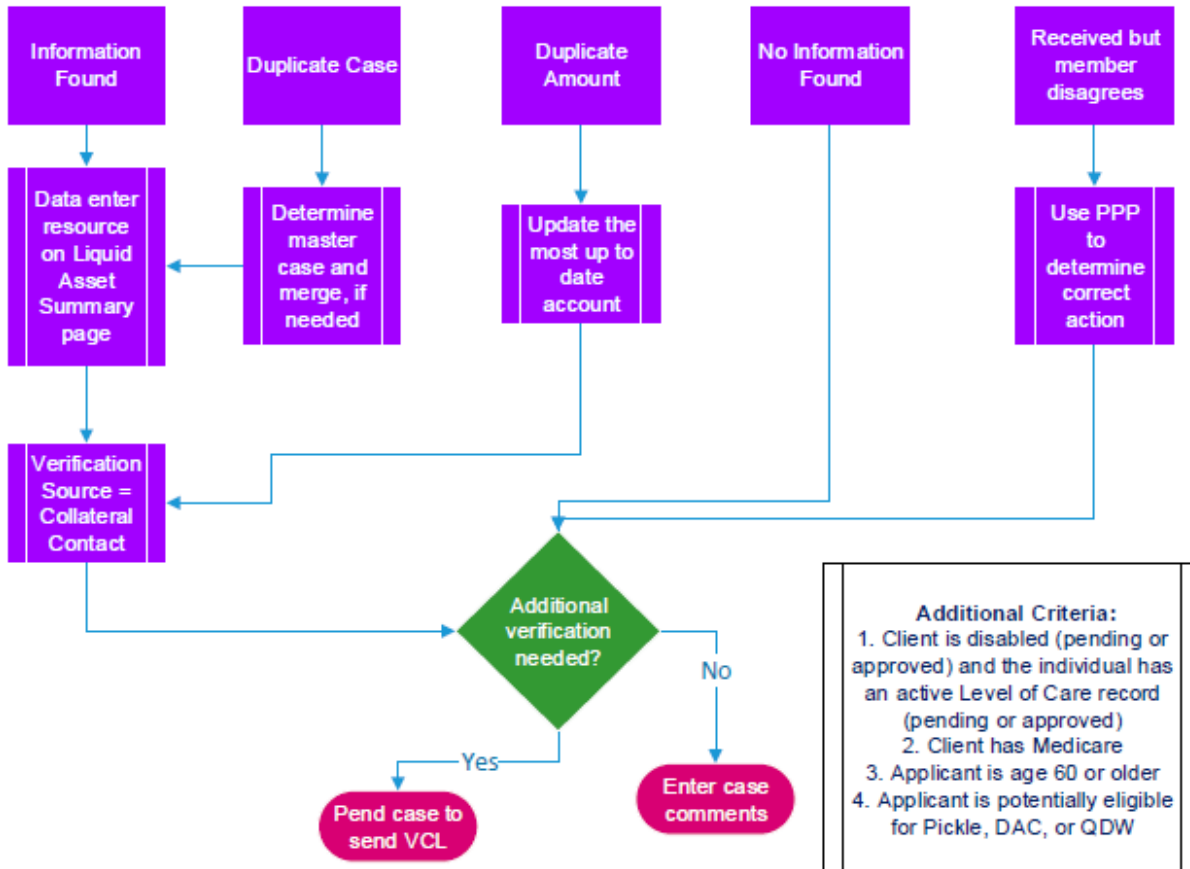 Information
Found
Duplicate Case
Duplicate
Amount
No Information
Found
Received but
member
disagrees
Data enter
resource
on Liquid
Asset
Summary
page
Determine
master
case and
merge, if
needed
Update the
most up to
date
account
Use PPP
to
determine
correct
action
Verification
Source =
Collateral
Contact
Additional
verification
needed?
No
Yes
Pend case to
send VCL
Enter case
comments
Additional Criteria:
1. Client is disabled (pending or
approved) and the individual has
an active Level of Care record
(pending or approved)
2. Client has Medicare
3. Applicant is age 60 or older
4. Applicant is potentially eligible
for Pickle, DAC, or QDW